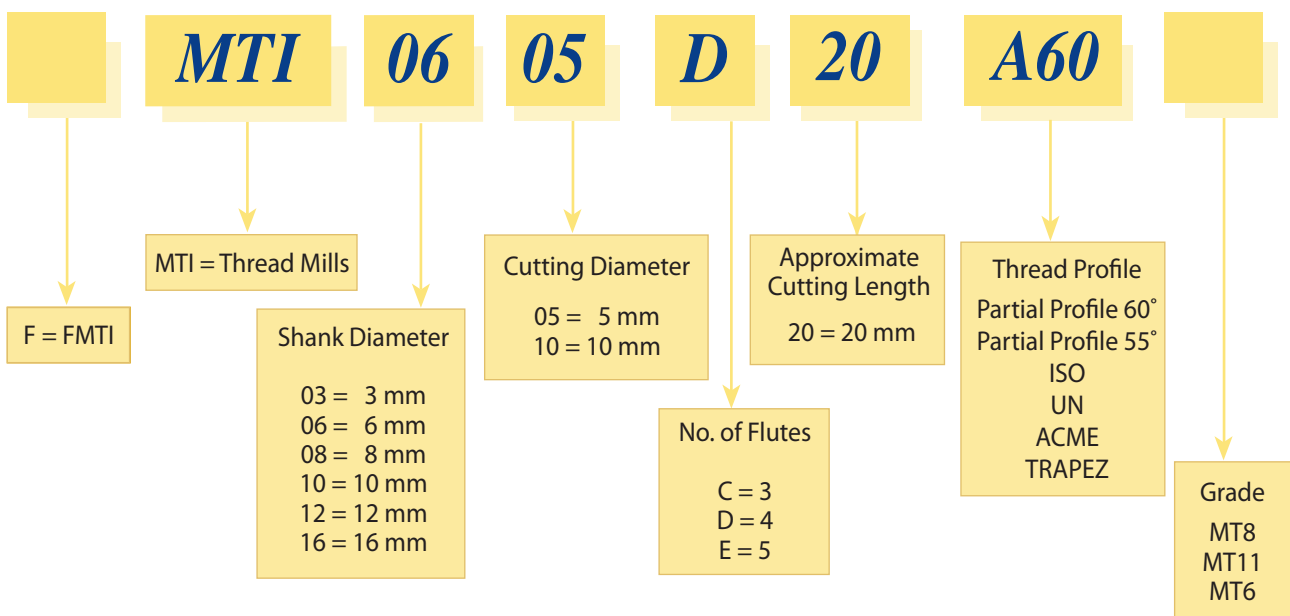 MTI 06 05 D 20 A60
F = FMTI
MTI = Thread Mills
Shank Diameter
03 = 3 mm
06 = 6 mm
08 = 8 mm
10 = 10 mm
12 = 12 mm
16 = 16 mm
Cutting Diameter
05 = 5 mm
10 = 10 mm
No. of Flutes
C = 3
D = 4
E = 5
Approximate
Cutting Length
20 = 20 mm
Thread Profile
Partial Profile 60°
Partial Profile 55°
ISO
UN
ACME
TRAPEZ
Grade
MT8
MT11
MT6